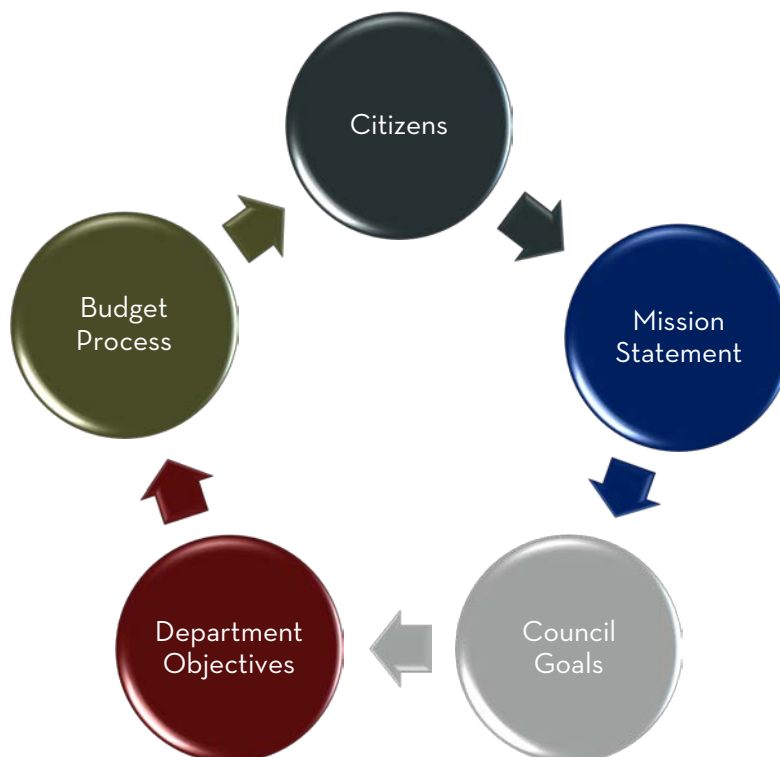 Citizens
Mission
Statement
Council
Goals
Department
Objectives
Budget
Process